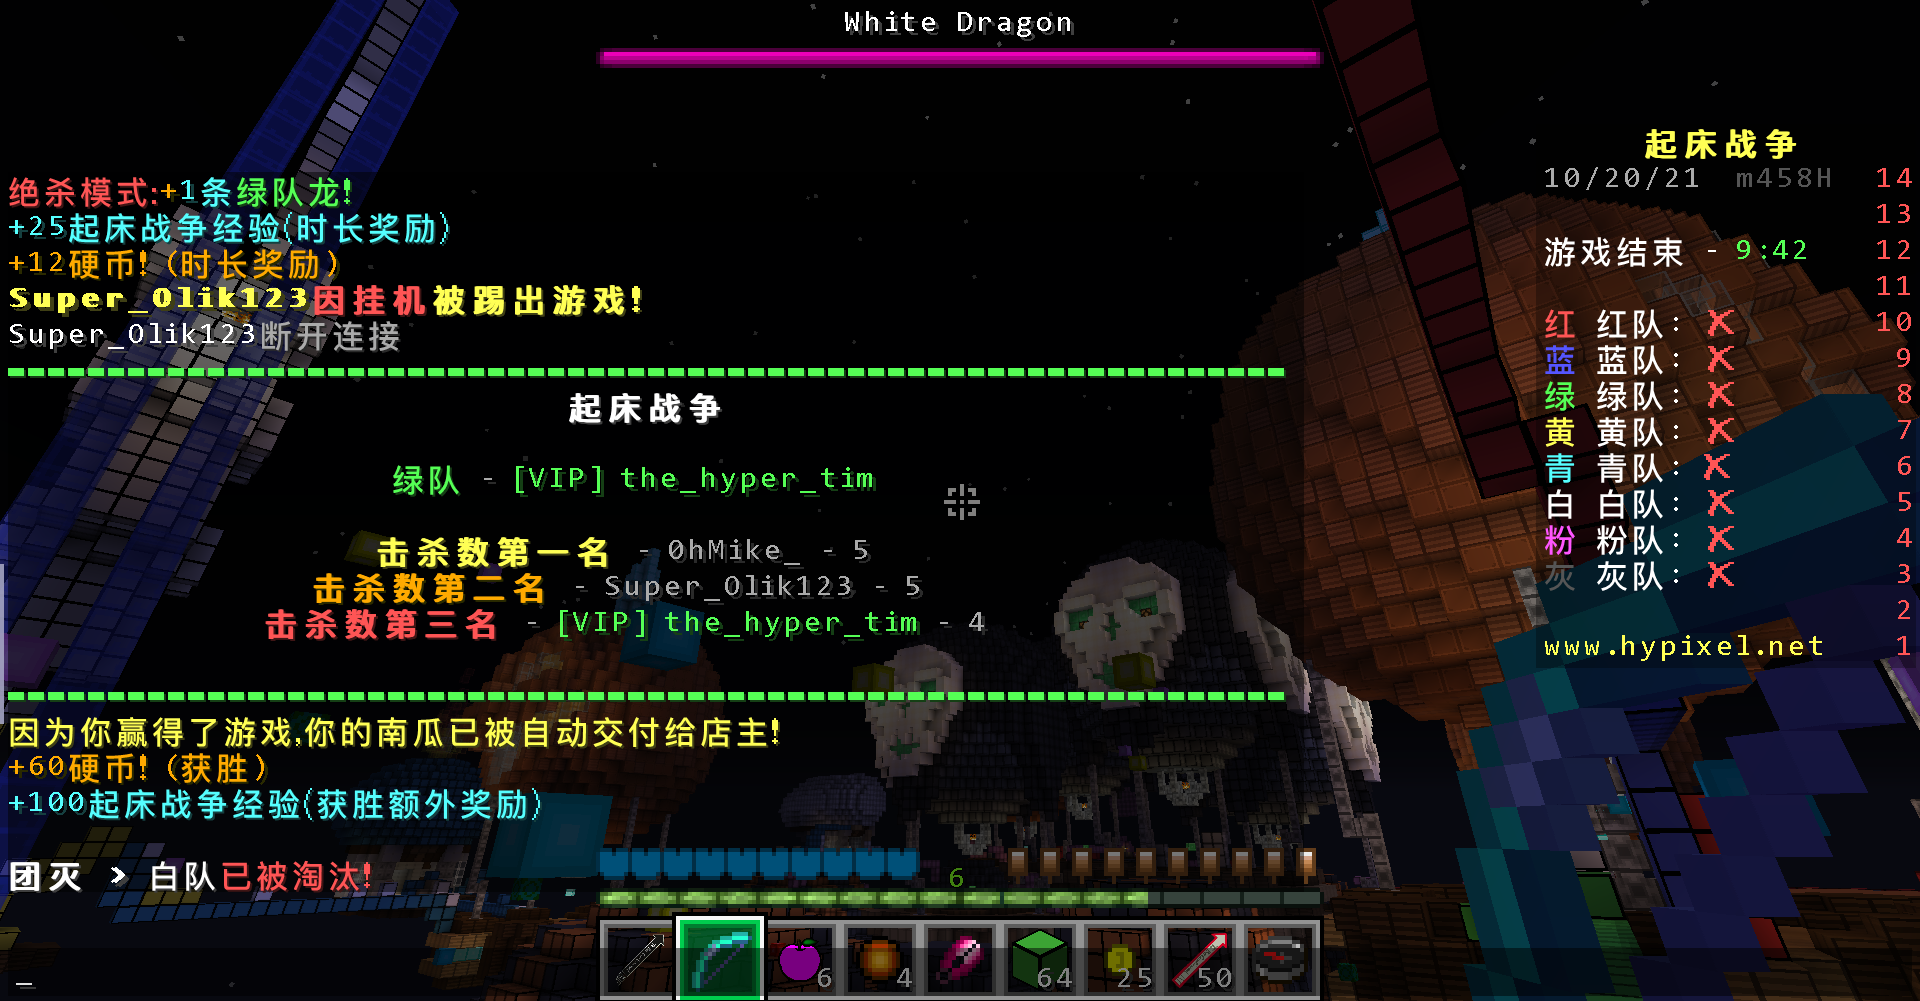 White Dragon
绝杀模式:+1条绿队龙!
+25起床战争经验(时长奖励)
+12硬币! (时长奖励)
Super_Olik123因挂机被踢出游戏!
Super_Olik123断开连接
起床战争
绿队 - [VIP] the_hyper_tim
击杀数第一名 - OhMike_ - 5
击杀数第二名 - Super_Olik123 - 5
击杀数第三名 - [VIP] the_hyper_tim - 4
因为你赢得了游戏,你的南瓜已被自动交付给店主!
+60硬币! (获胜)
+100起床战争经验(获胜额外奖励)
团灭 > 白队已被淘汰!
_
起床战争
10/20/21 m458H 14
13
游戏结束 - 9:42 12
11
红 红队: ✗ 10
蓝 蓝队: ✗ 9
绿 绿队: ✗ 8
黄 黄队: ✗ 7
青 青队: ✗ 6
白 白队: ✗ 5
粉 粉队: ✗ 4
灰 灰队: ✗ 3
2
www.hypixel.net 1
6
6 4 64 25 50